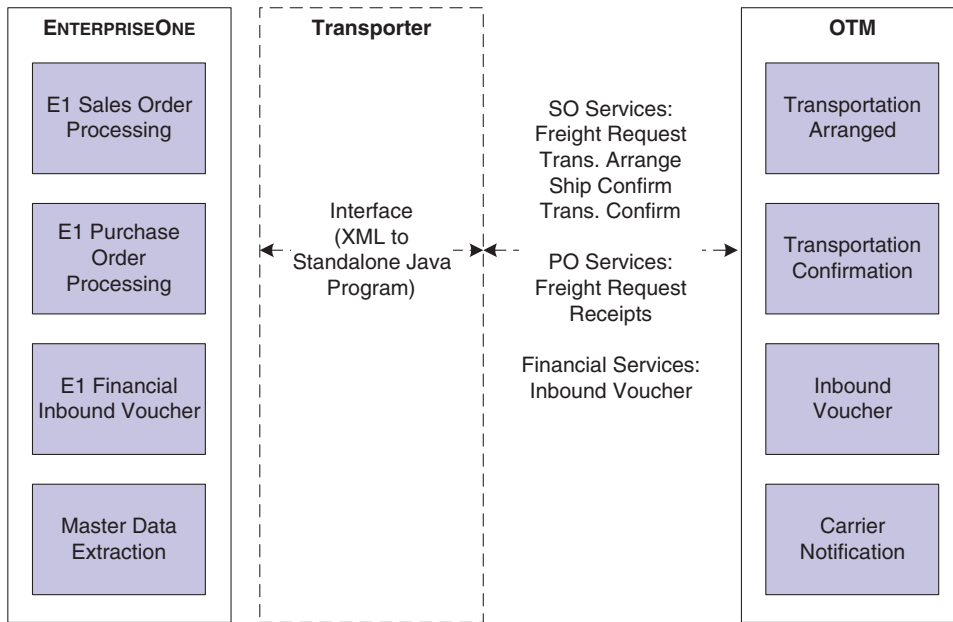 ENTERPRISEONE
E1 Sales Order
Processing
E1 Purchase
Order
Processing
E1 Financial
Inbound Voucher
Master Data
Extraction
Transporter
Interface
(XML to
Standalone Java
Program)
SO Services:
Freight Request
Trans. Arrange
Ship Confirm
Trans. Confirm
PO Services:
Freight Request
Receipts
Financial Services:
Inbound Voucher
OTM
Transportation
Arranged
Transportation
Confirmation
Inbound
Voucher
Carrier
Notification